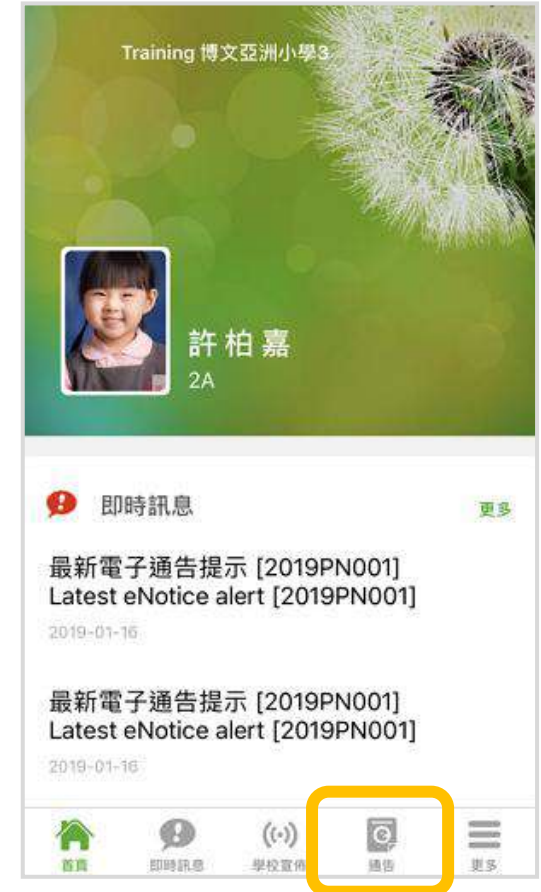 Training 博文亞洲小學3
許柏嘉
2A
即時訊息
更多
最新電子通告提示 [2019PN001]
Latest eNotice alert [2019PN001]
2019-01-16
最新電子通告提示 [2019PN001]
Latest eNotice alert [2019PN001]
2019-01-16
首頁
即時訊息
學校宣佈
通告
更多